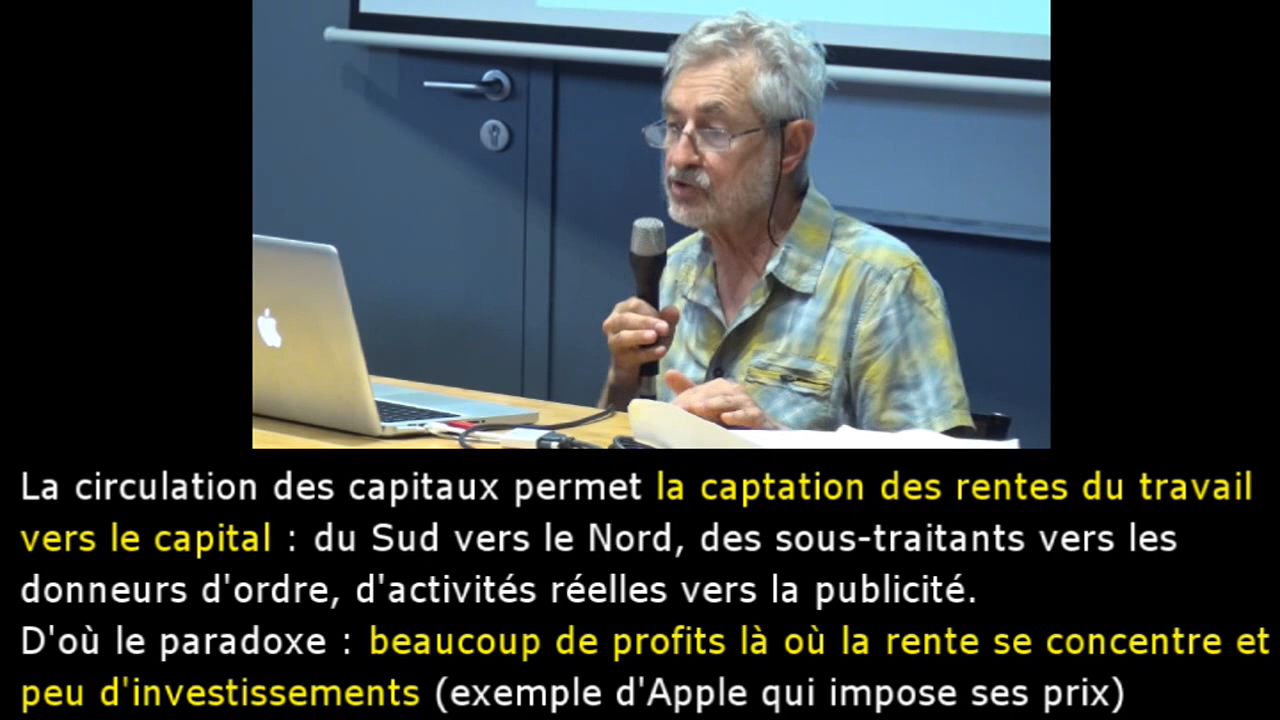 La circulation des capitaux permet la captation des rentes du travail
vers le capital : du Sud vers le Nord, des sous-traitants vers les
donneurs d'ordre, d'activités réelles vers la publicité.
D'où le paradoxe : beaucoup de profits là où la rente se concentre et
peu d'investissements (exemple d'Apple qui impose ses prix)